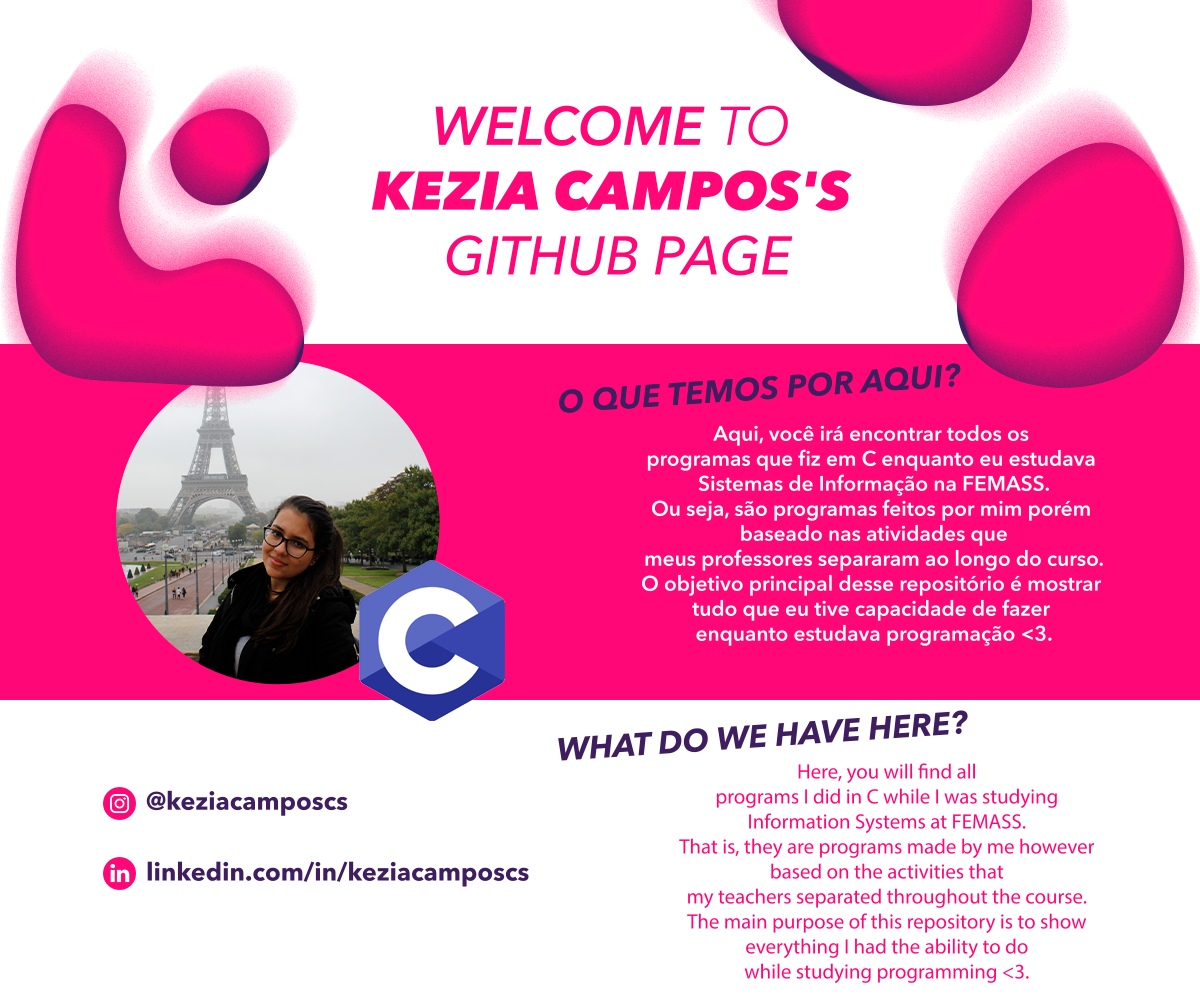 WELCOME TO
KEZIA CAMPOS'S
GITHUB PAGE
O QUE TEMOS POR AQUI?
Aqui, você irá encontrar todos os
programas que fiz em C enquanto eu estudava
Sistemas de Informação na FEMASS.
Ou seja, são programas feitos por mim porém
baseado nas atividades que
meus professores separaram ao longo do curso.
O objetivo principal desse repositório é mostrar
tudo que eu tive capacidade de fazer
enquanto estudava programação <3.
C
WHAT DO WE HAVE HERE?
Here, you will find all
programs I did in C while I was studying
Information Systems at FEMASS.
That is, they are programs made by me however
based on the activities that
my teachers separated throughout the course.
The main purpose of this repository is to show
everything I had the ability to do
while studying programming <3.
@keziacamposcs
in linkedin.com/in/keziacamposcs